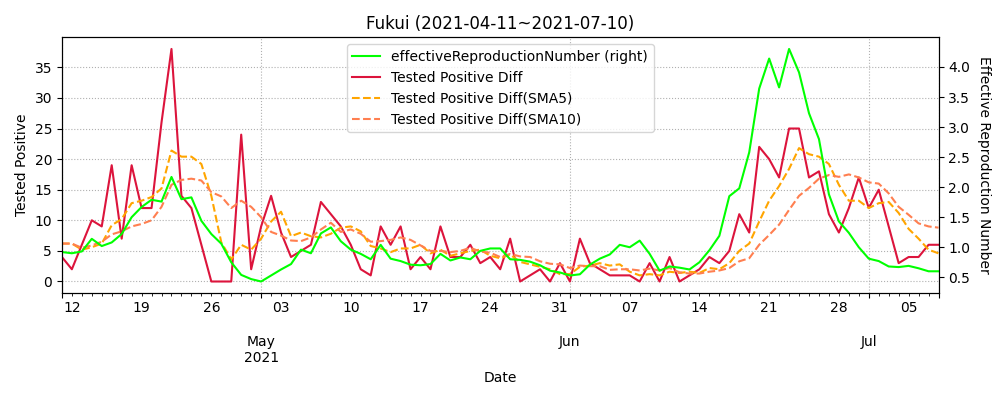 Fukui (2021-04-11~2021-07-10)
effectiveReproductionNumber (right)
Tested Positive Diff
Tested Positive Diff(SMA5)
Tested Positive Diff(SMA10)
Tested Positive
35
30
25
20
15
10
5
0
4.0
3.5
3.0
2.5
2.0
1.5
1.0
0.5
Effective Reproduction Number
12 19 26 03 10 17 24 07 14 21 28 05
May Jun Jul
2021
Date